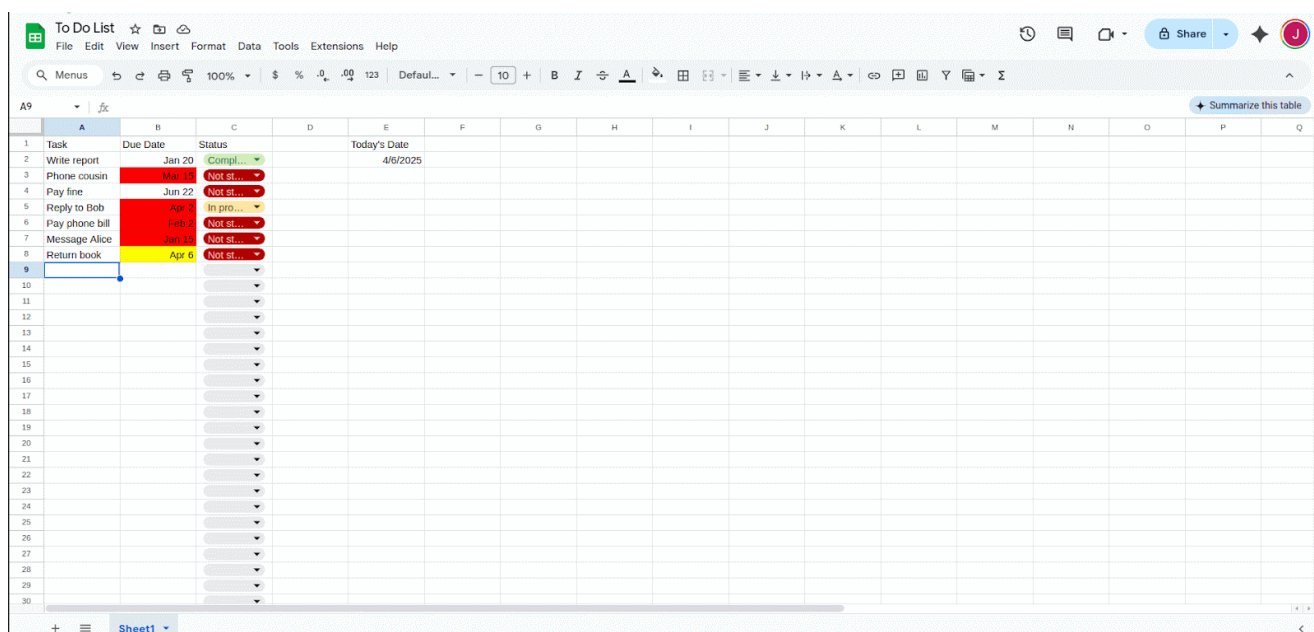 To Do List
File Edit View Insert Format Data Tools Extensions Help
Share
J
Menus 100% $ % .0 .00 123 Defaul... 10 B I A
A9 fx
Summarize this table
A B C D E F G H I J K L M N O P Q
1 Task Due Date Status Today's Date
2 Write report Jan 20 Compl... 4/6/2025
3 Phone cousin Mar 15 Not st...
4 Pay fine Jun 22 Not st...
5 Reply to Bob Apr 2 In pro...
6 Pay phone bill Feb 2 Not st...
7 Message Alice Jan 15 Not st...
8 Return book Apr 6 Not st...
9
10
11
12
13
14
15
16
17
18
19
20
21
22
23
24
25
26
27
28
29
30
Sheet1